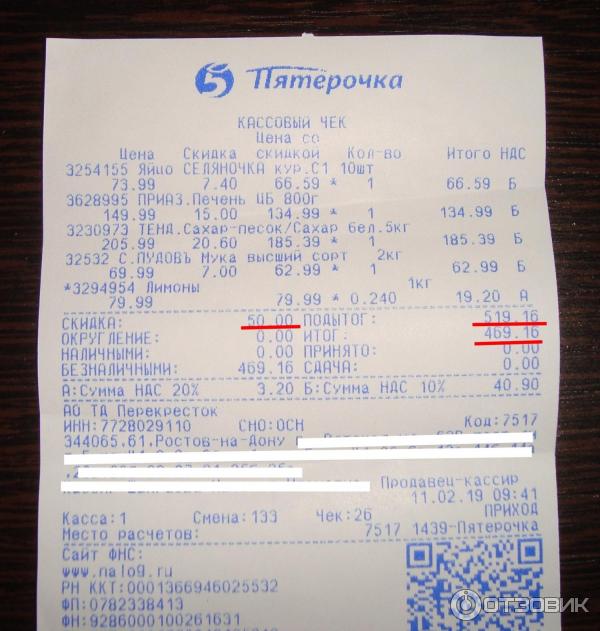 5 Пятёрочка
КАССОВЫЙ ЧЕК
Цена со
Цена Скидка скидкой Кол-во Итого НДС
3254155 Яйцо СЕЛЯНОЧКА кур.С1 10шт
73.99 7.40 66.59 * 1 66.59 Б
3628995 ПРИАЗ.Печень ЦБ 800г
149.99 15.00 134.99 * 1 134.99 Б
3230973 ТЕНД.Сахар-песок/Сахар бел.5кг
205.99 20.60 185.39 * 1 185.39 Б
32532 С.ПУДОВЪ Мука высший сорт 2кг
69.99 7.00 62.99 * 1 62.99 Б
*3294954 Лимоны 1кг
79.99 79.99 * 0.240 19.20 А
СКИДКА: 50.00 ПОДЫТОГ: 519.16
ОКРУГЛЕНИЕ: 0.00 ИТОГ: 469.16
НАЛИЧНЫМИ: 0.00 ПРИНЯТО: 0.00
БЕЗНАЛИЧНЫМИ: 469.16 СДАЧА: 0.00
А:Сумма НДС 20% 3.20 Б:Сумма НДС 10% 40.90
АО ТД Перекресток
ИНН:7728029110 СНО:ОСН Код:7517
344065.61.Ростов-на-Дону
Продавец-кассир
11.02.19 09:41
ПРИХОД
Касса:1 Смена:133 Чек:26
Место расчетов: 7517 1439-Пятерочка
Сайт ФНС:
www.nalog.ru
РН ККТ:0001366946025532
ФП:0782338413
ФН:9286000100261631
ОТЗОВИК